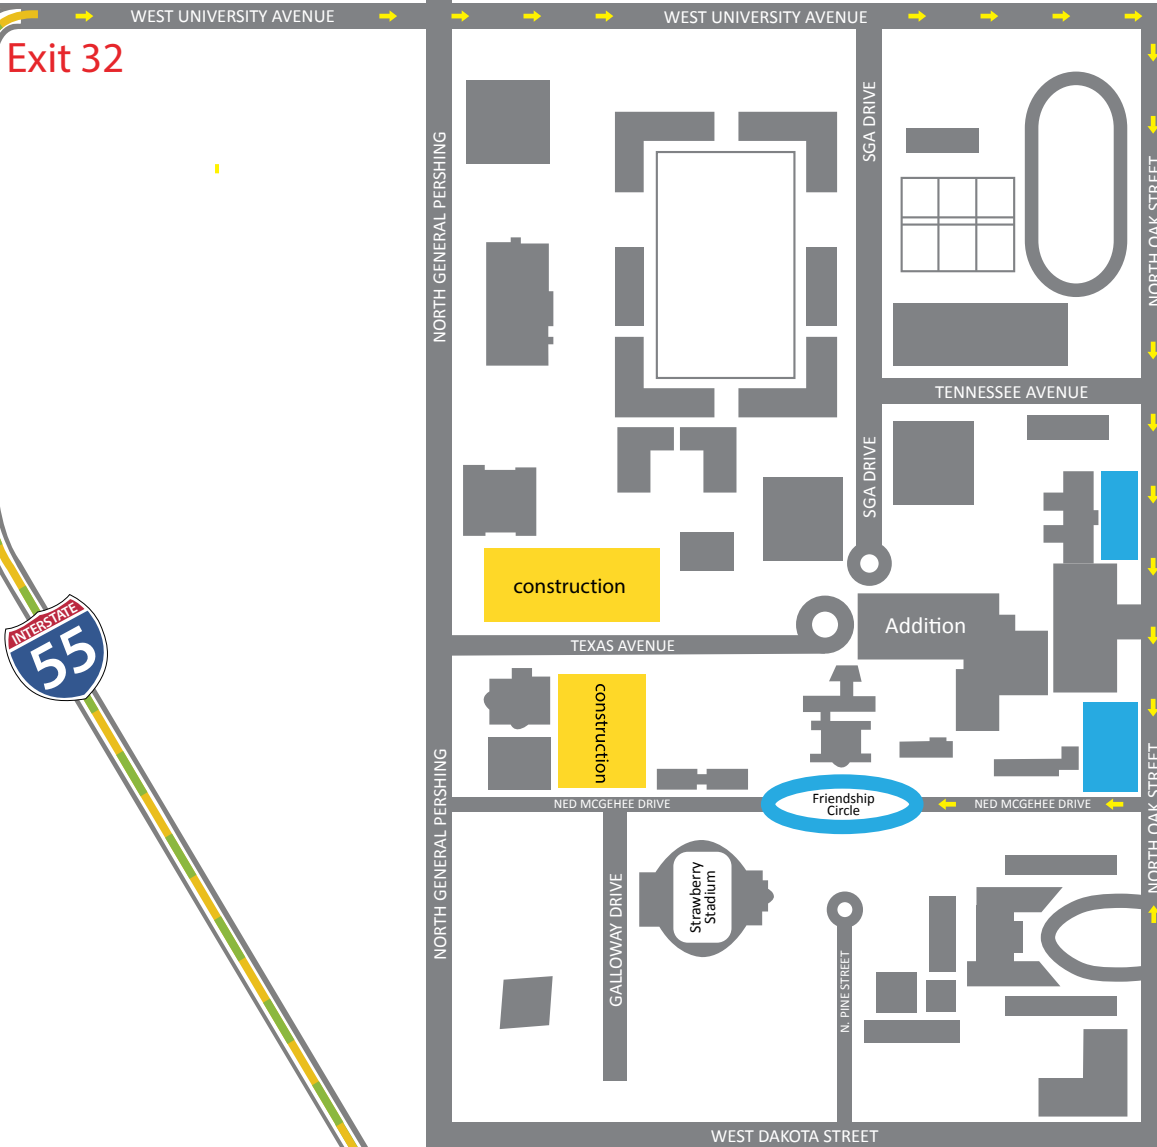 WEST UNIVERSITY AVENUE
WEST UNIVERSITY AVENUE
Exit 32
NORTH GENERAL PERSHING
SGA DRIVE
NORTH OAK STREET
TENNESSEE AVENUE
SGA DRIVE
construction
INTERSTATE
55
TEXAS AVENUE
Addition
construction
NORTH GENERAL PERSHING
NED MCGEHEE DRIVE
Friendship
Circle
NED MCGEHEE DRIVE
NORTH OAK STREET
GALLOWAY DRIVE
Strawberry
Stadium
N. PINE STREET
WEST DAKOTA STREET